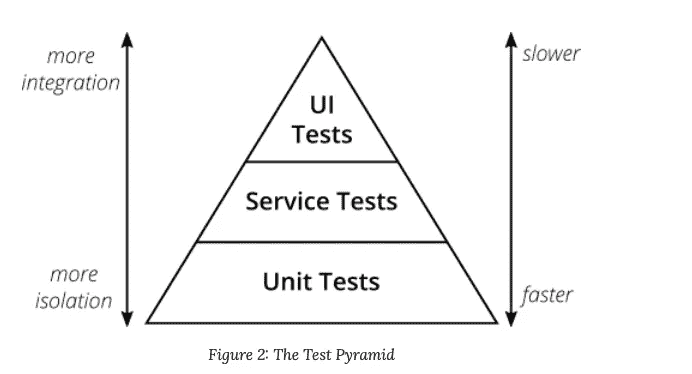 more
integration
slower
UI
Tests
Service Tests
more
isolation
Unit Tests
faster
Figure 2: The Test Pyramid